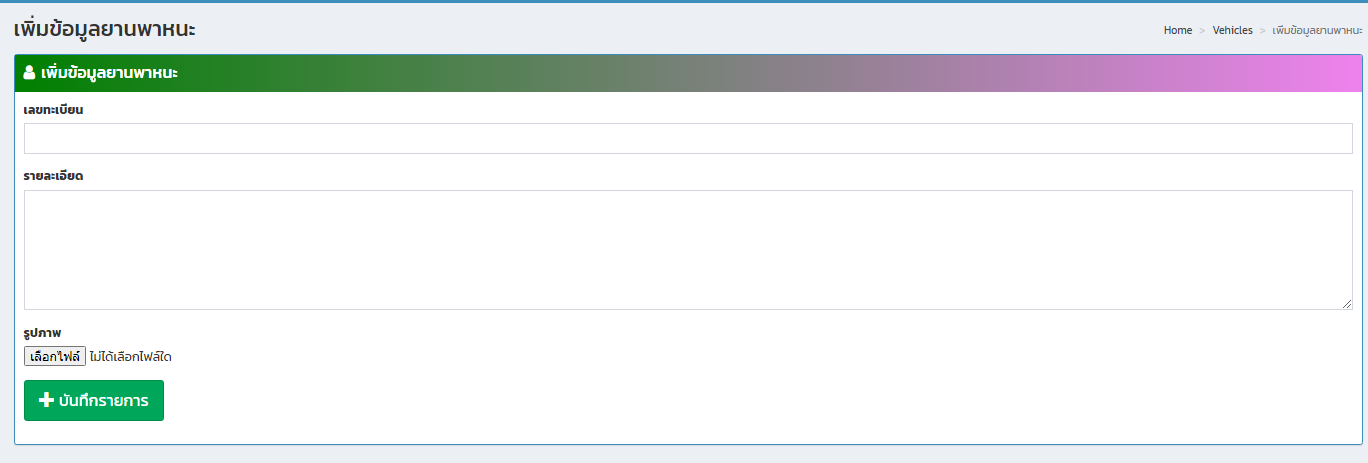 เพิ่มข้อมูลยานพาหนะ
Home > Vehicles > เพิ่มข้อมูลยานพาหนะ
เพิ่มข้อมูลยานพาหนะ
เลขทะเบียน
รายละเอียด
รูปภาพ
เลือกไฟล์ ไม่ได้เลือกไฟล์ใด
บันทึกรายการ